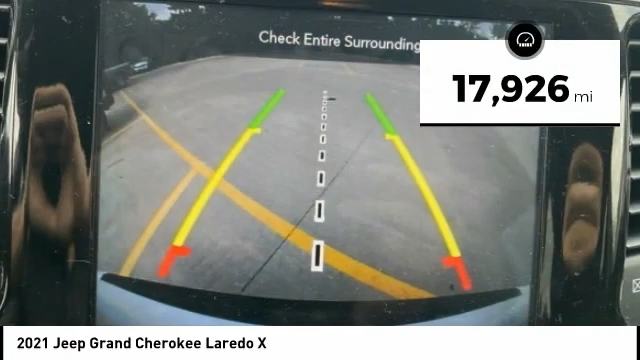 Check Entire Surrounding
17,926 mi
2021 Jeep Grand Cherokee Laredo X